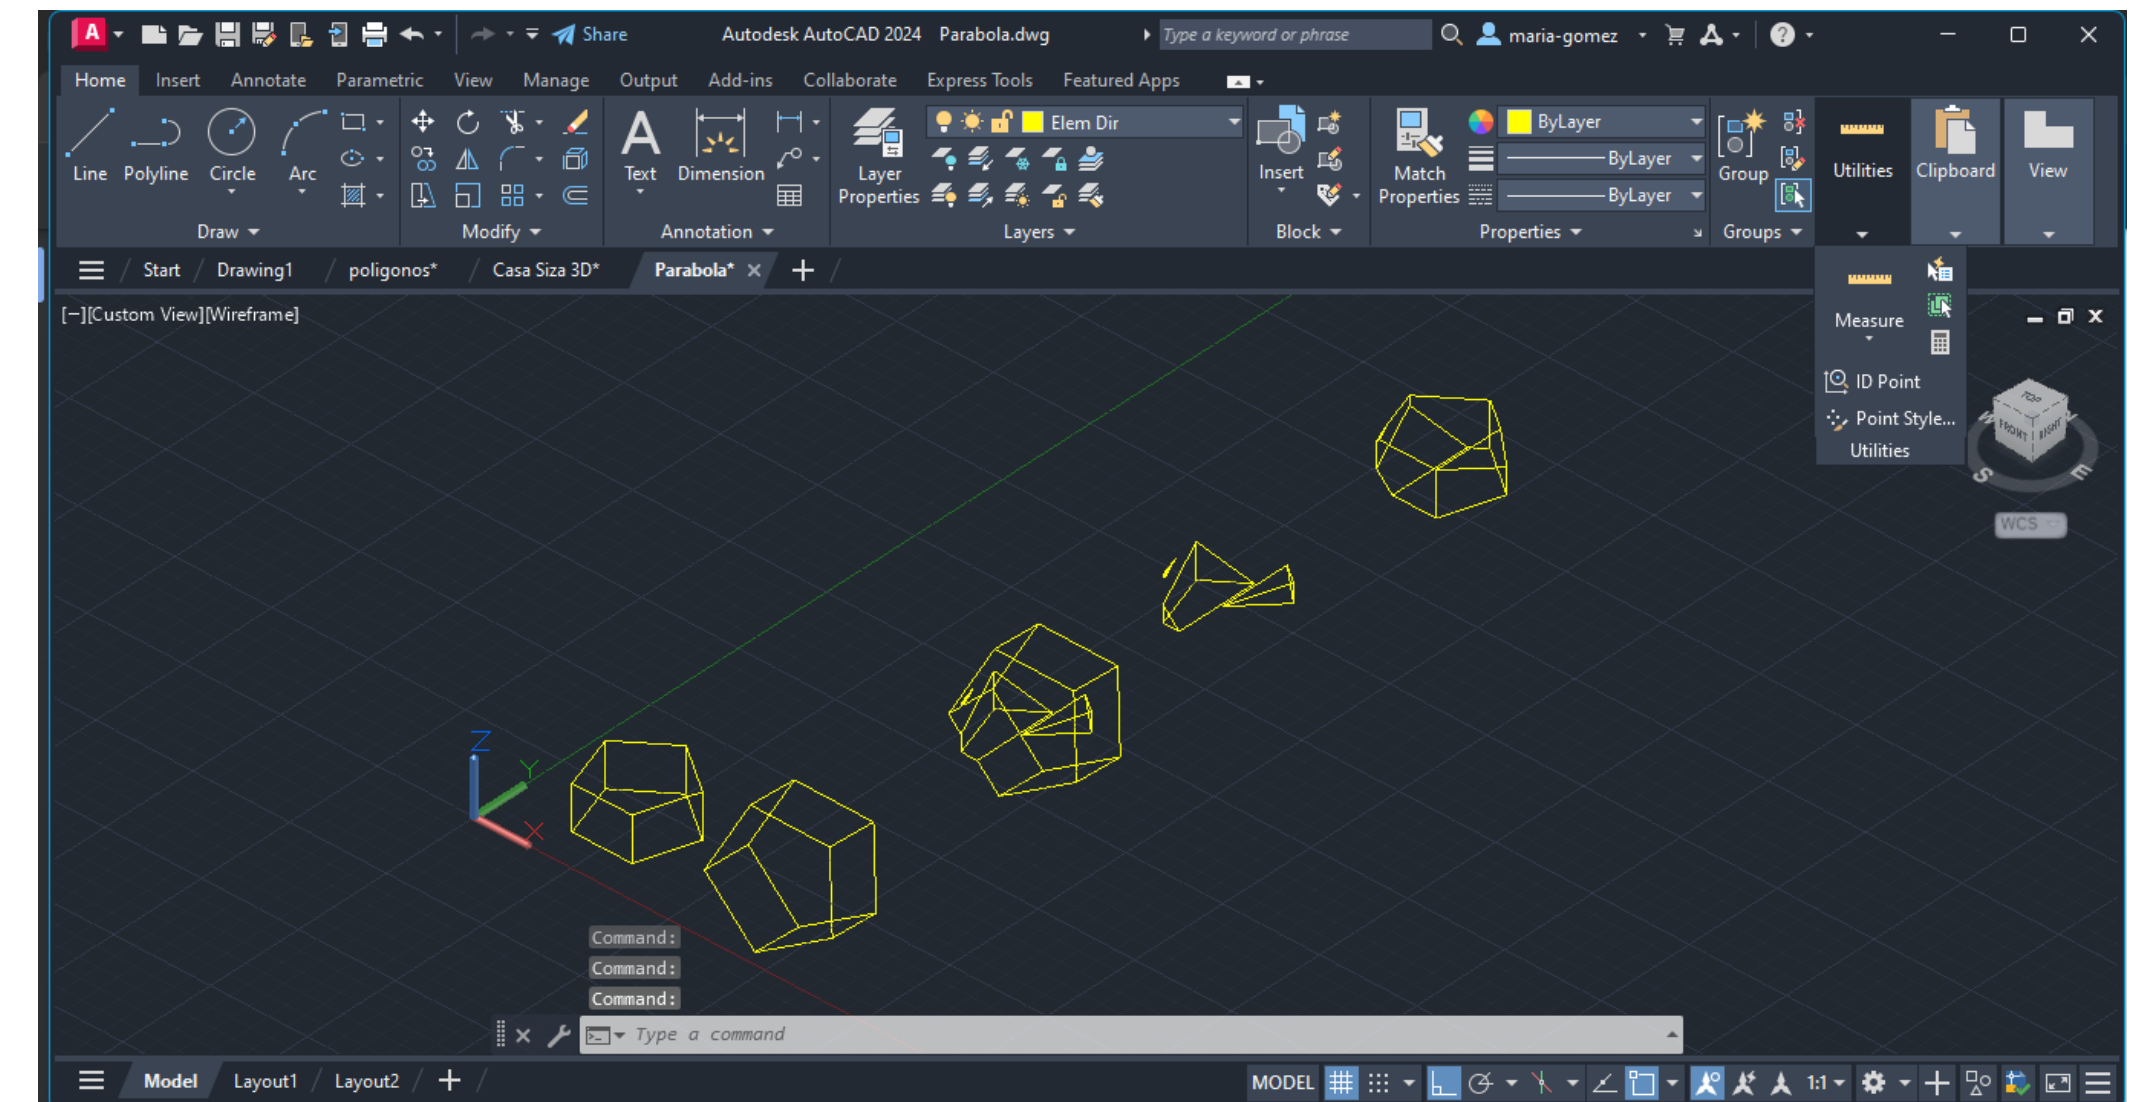 A Share Autodesk AutoCAD 2024 Parabola.dwg Type a keyword or phrase maria-gomez
Home Insert Annotate Parametric View Manage Output Add-ins Collaborate Express Tools Featured Apps
Elem Dir ByLayer
Line Polyline Circle Arc Text Dimension Layer Properties Insert Match Properties ByLayer Group Utilities Clipboard View
ByLayer
Draw Modify Annotation Layers Block Properties Groups
Start Drawing1 poligonos* Casa Siza 3D* Parabola*
[−][Custom View][Wireframe]
Measure
ID Point
Point Style...
Utilities
TOP
FRONT RIGHT
S E
WCS
Z
Y
X
Command:
Command:
Command:
Type a command
Model Layout1 Layout2 MODEL 1:1